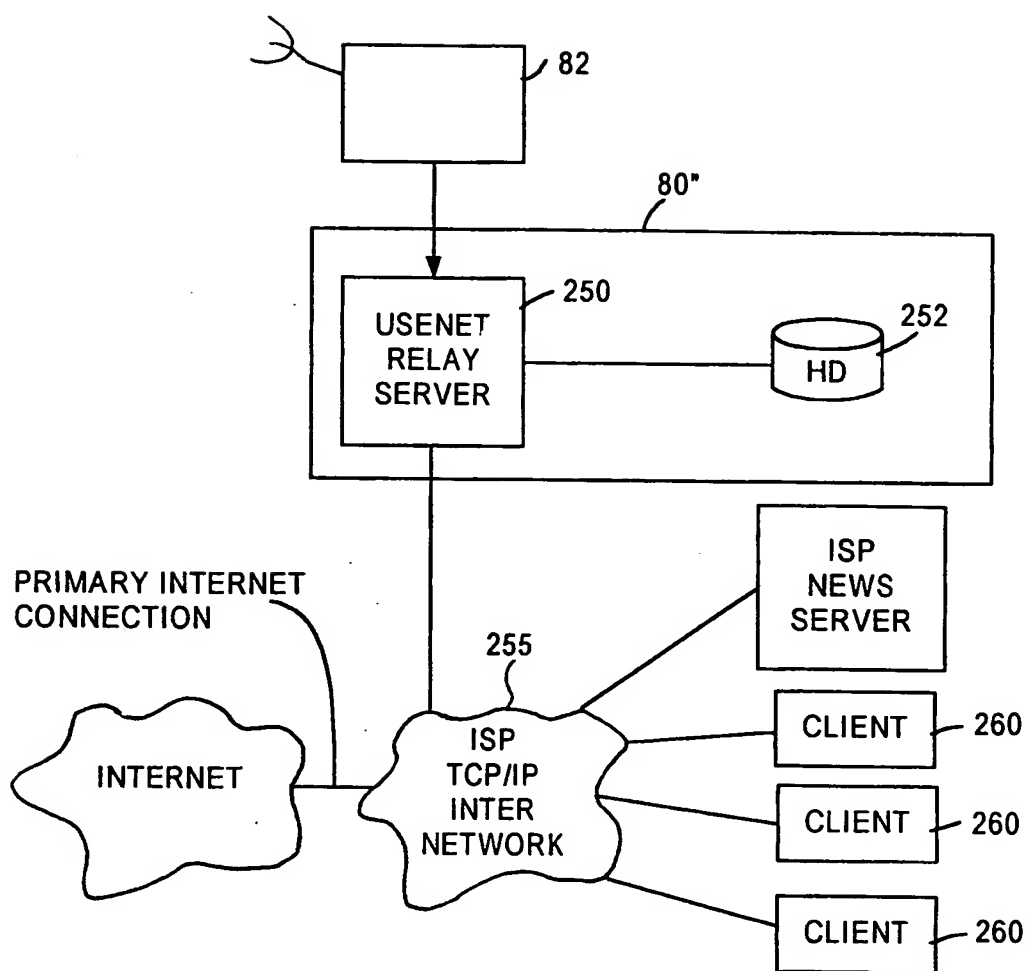 82
80"
250
USENET
RELAY
SERVER
252
HD
ISP
NEWS
SERVER
PRIMARY INTERNET
CONNECTION
255
ISP
TCP/IP
INTER
NETWORK
INTERNET
CLIENT
260
CLIENT
260
CLIENT
260